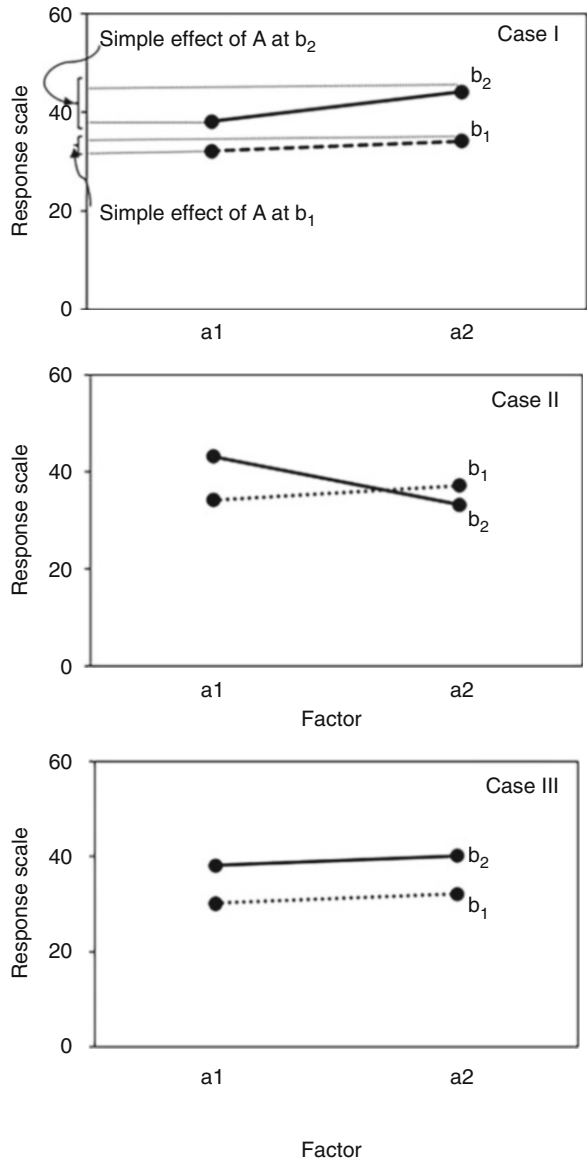 60
Simple effect of A at b2
Case I
b2
40
b1
Response scale
20
Simple effect of A at b1
0
a1
a2
60
Case II
b1
40
b2
Response scale
20
0
a1
a2
Factor
60
Case III
b2
40
b1
Response scale
20
0
a1
a2
Factor